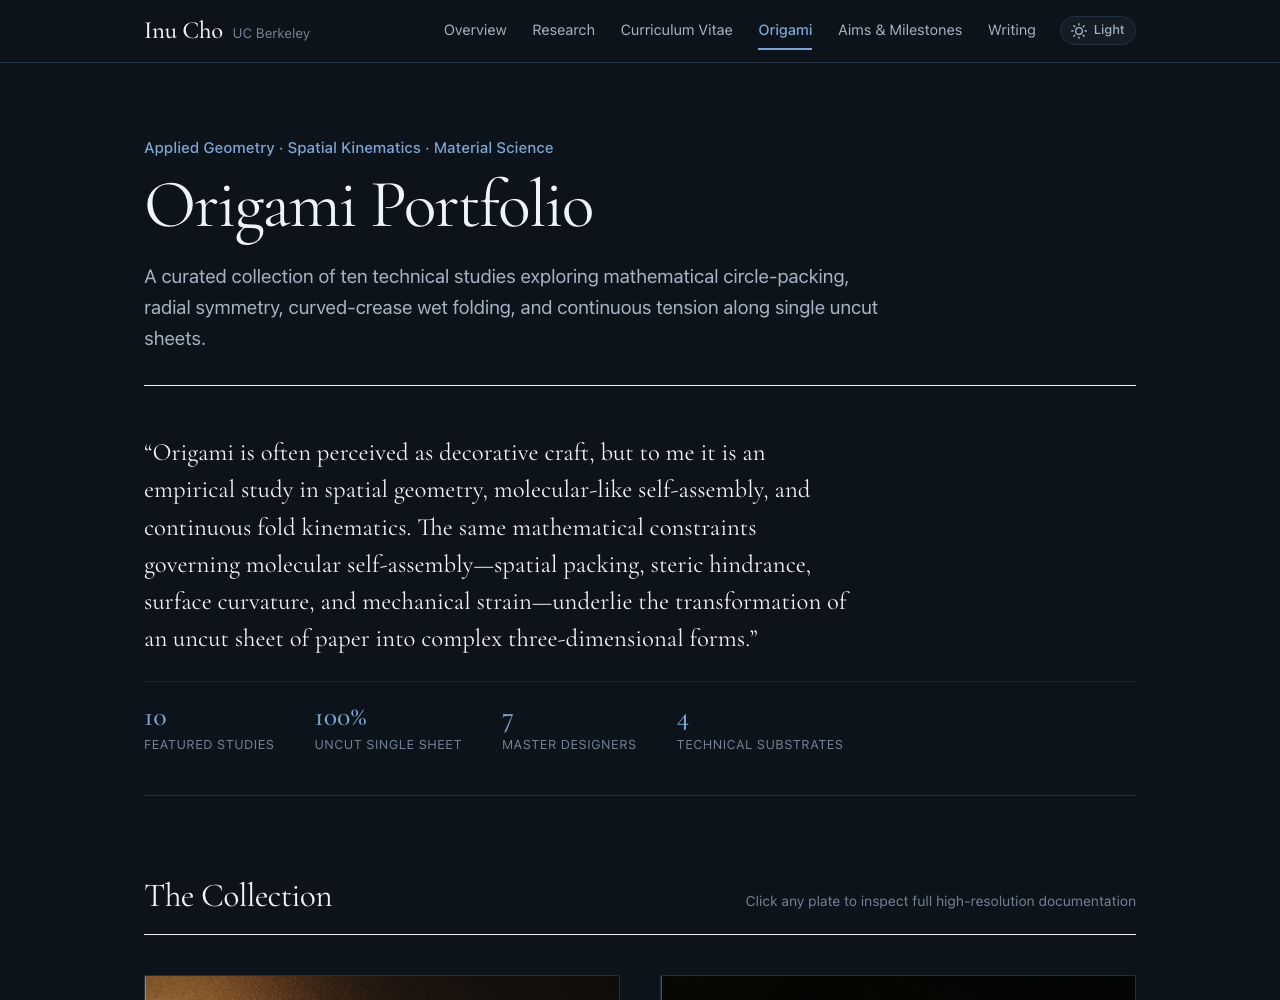 Inu Cho UC Berkeley Overview Research Curriculum Vitae Origami Aims & Milestones Writing Light
Applied Geometry · Spatial Kinematics · Material Science
Origami Portfolio
A curated collection of ten technical studies exploring mathematical circle-packing,
radial symmetry, curved-crease wet folding, and continuous tension along single uncut
sheets.
“Origami is often perceived as decorative craft, but to me it is an
empirical study in spatial geometry, molecular-like self-assembly, and
continuous fold kinematics. The same mathematical constraints
governing molecular self-assembly—spatial packing, steric hindrance,
surface curvature, and mechanical strain—underlie the transformation of
an uncut sheet of paper into complex three-dimensional forms.”
10 100% 7 4
FEATURED STUDIES UNCUT SINGLE SHEET MASTER DESIGNERS TECHNICAL SUBSTRATES
The Collection
Click any plate to inspect full high-resolution documentation